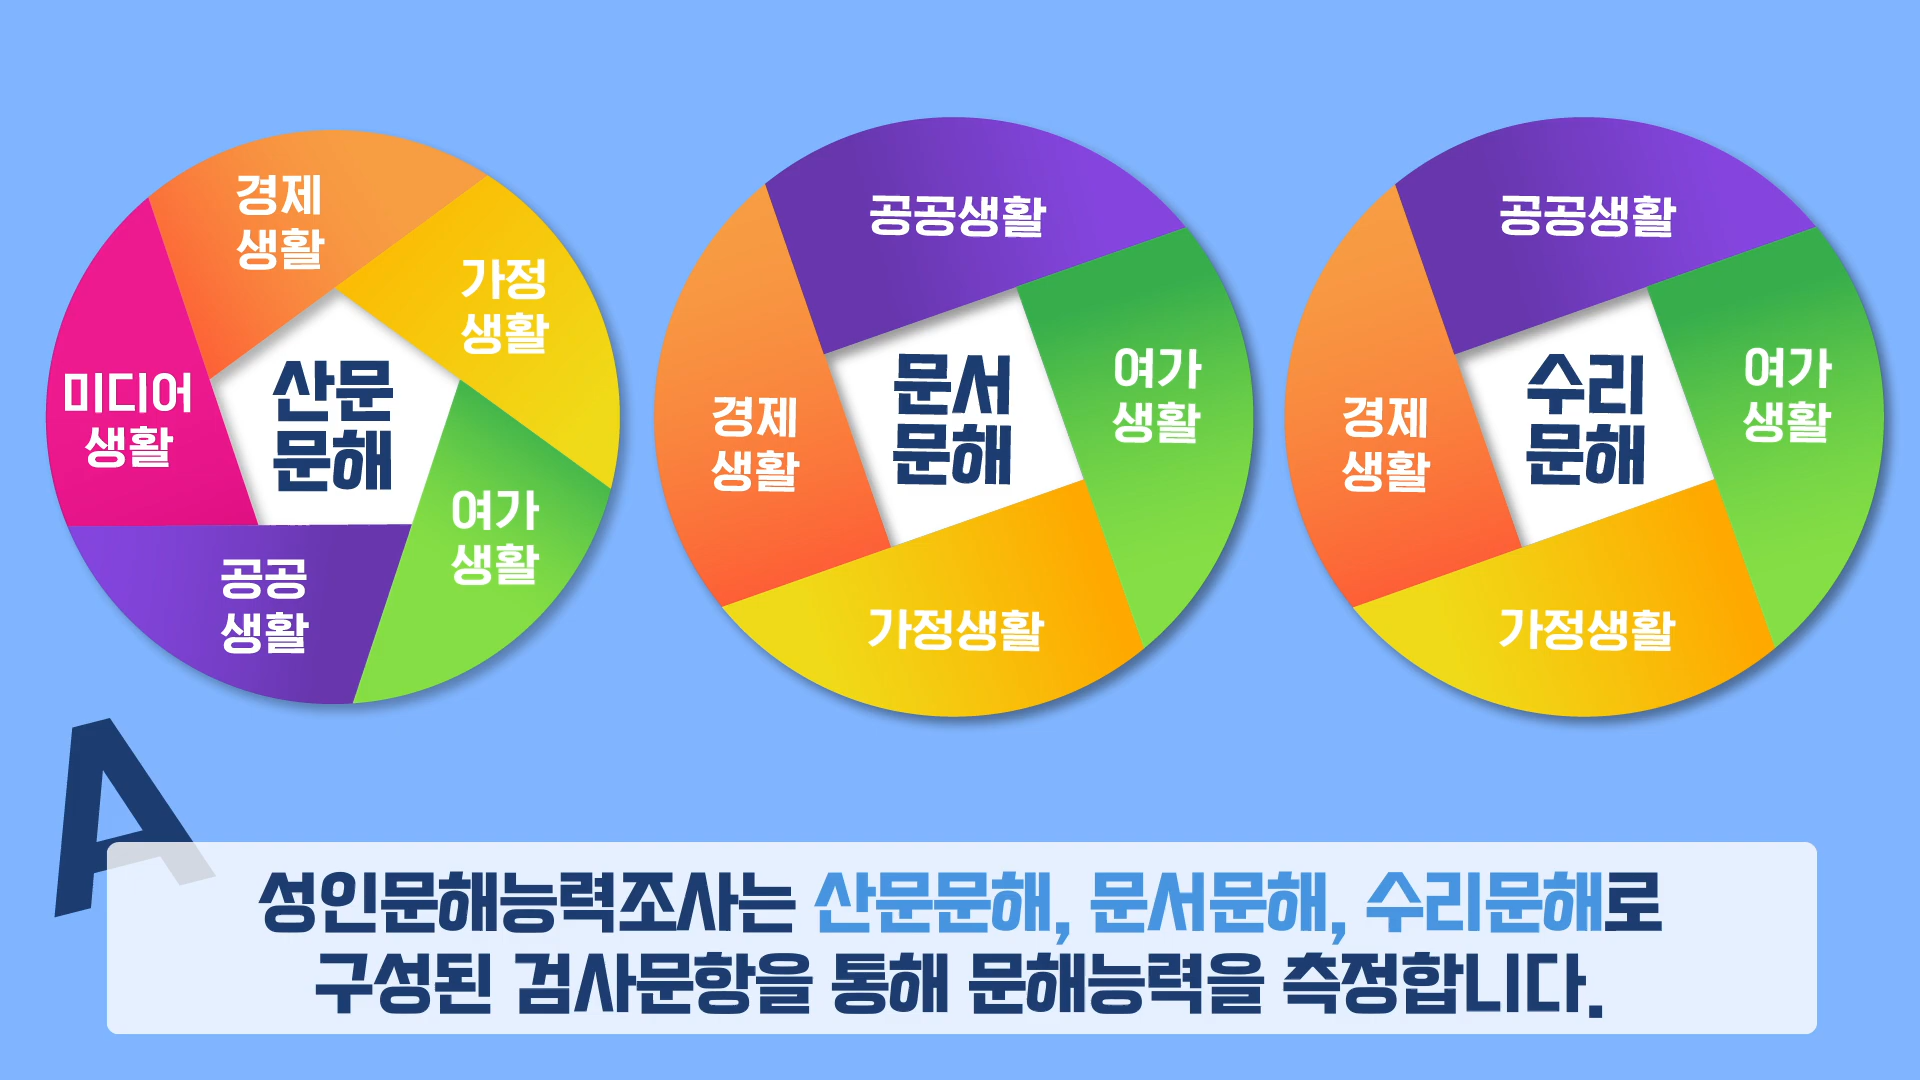 경제
생활
가정
생활
미디어
생활
산문
문해
여가
생활
공공
생활
공공생활
경제
생활
문서
문해
여가
생활
가정생활
공공생활
경제
생활
수리
문해
여가
생활
가정생활
A
성인문해능력조사는 산문문해, 문서문해, 수리문해로
구성된 검사문항을 통해 문해능력을 측정합니다.